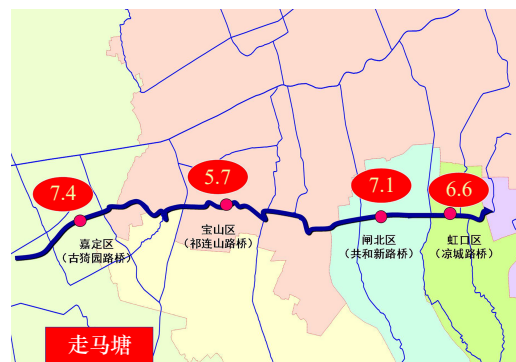 7.4
5.7
7.1
6.6
嘉定区
（古猗园路桥）
宝山区
（祁连山路桥）
闸北区
（共和新路桥）
虹口区
（凉城路桥）
走马塘